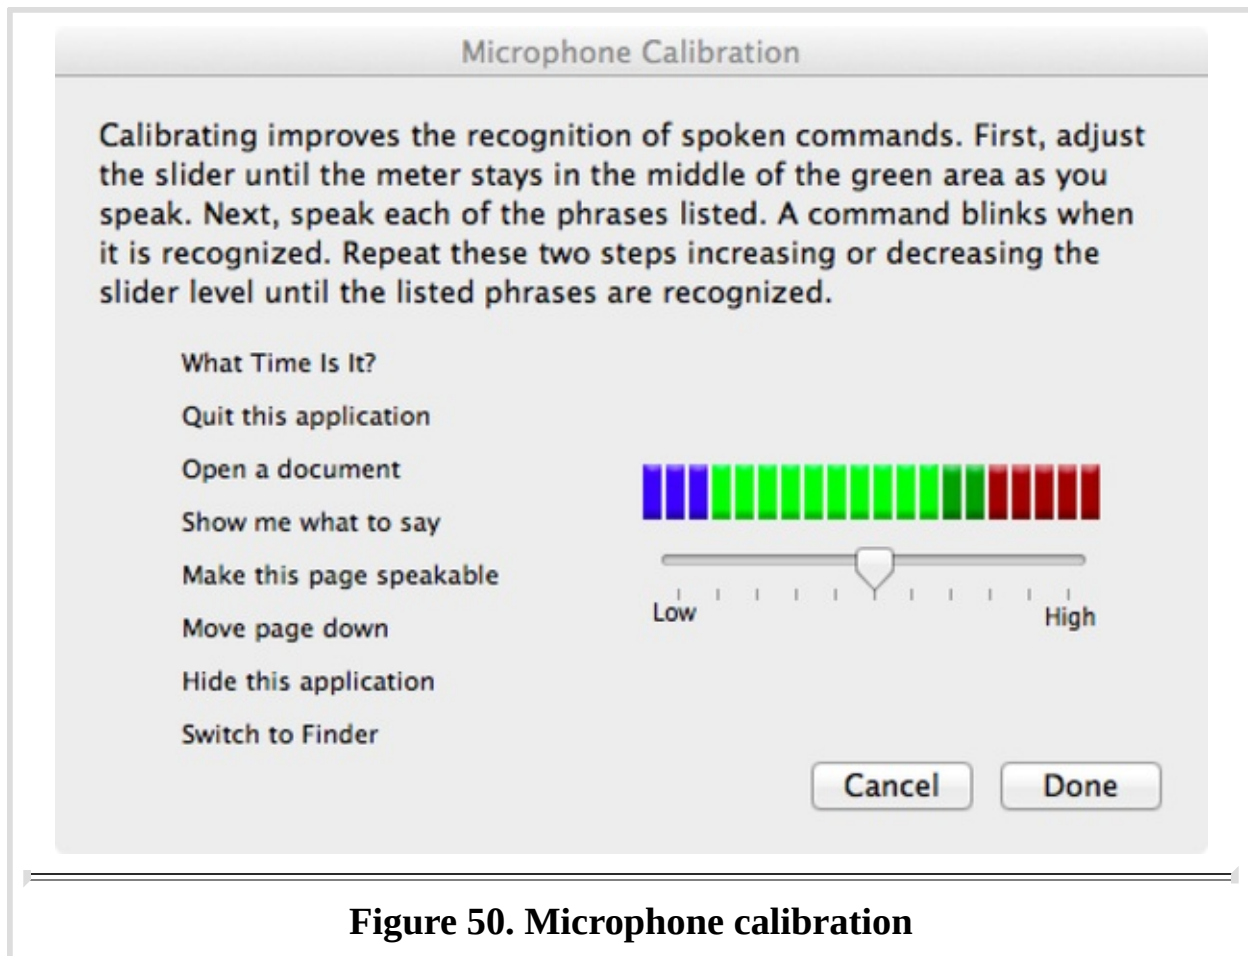 Microphone Calibration
Calibrating improves the recognition of spoken commands. First, adjust
the slider until the meter stays in the middle of the green area as you
speak. Next, speak each of the phrases listed. A command blinks when
it is recognized. Repeat these two steps increasing or decreasing the
slider level until the listed phrases are recognized.
What Time Is It?
Quit this application
Open a document
Show me what to say
Make this page speakable
Move page down
Hide this application
Switch to Finder
Low
High
Cancel
Done
Figure 50. Microphone calibration